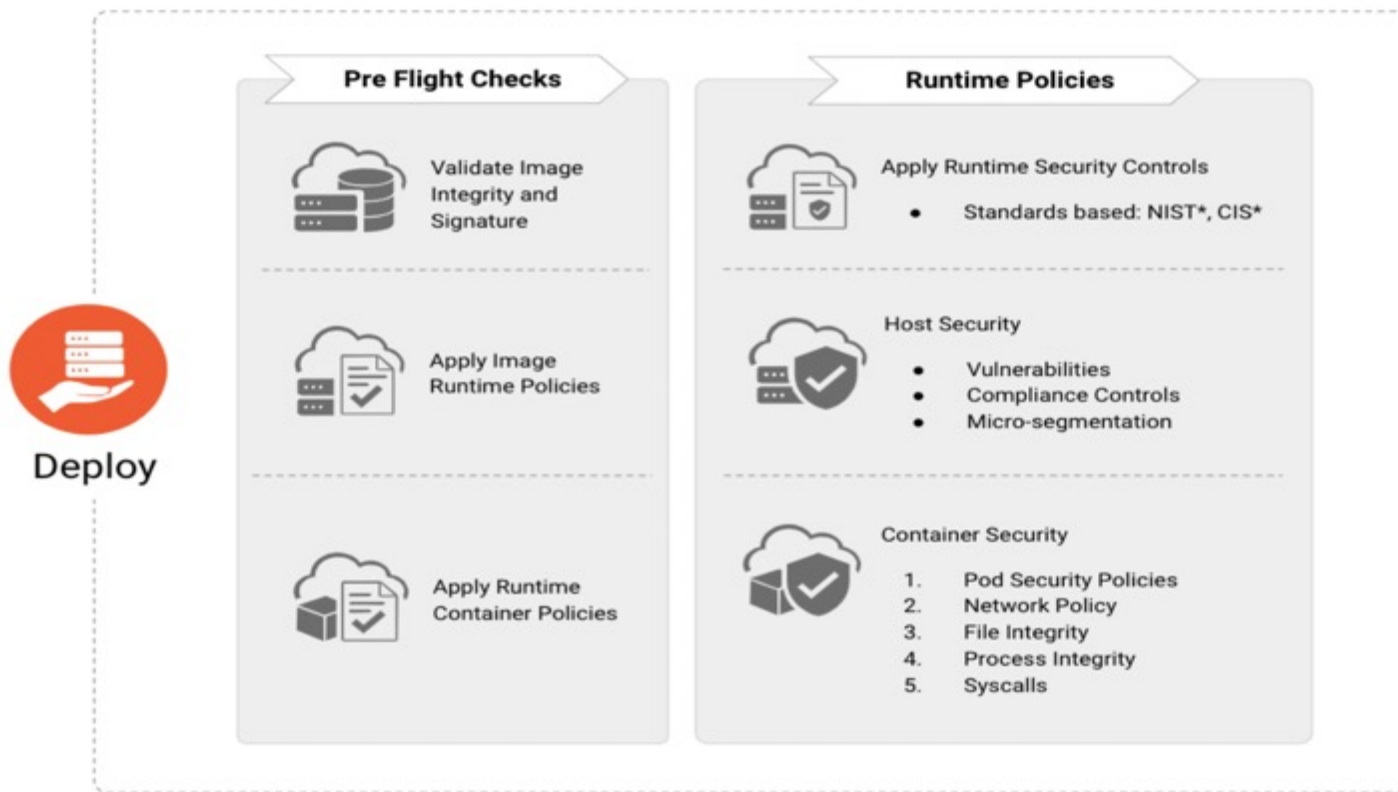 Pre Flight Checks
Validate Image
Integrity and
Signature
Apply Image
Runtime Policies
Apply Runtime
Container Policies
Runtime Policies
Apply Runtime Security Controls
● Standards based: NIST*, CIS*
Host Security
● Vulnerabilities
● Compliance Controls
● Micro-segmentation
Container Security
1. Pod Security Policies
2. Network Policy
3. File Integrity
4. Process Integrity
5. Syscalls
Deploy